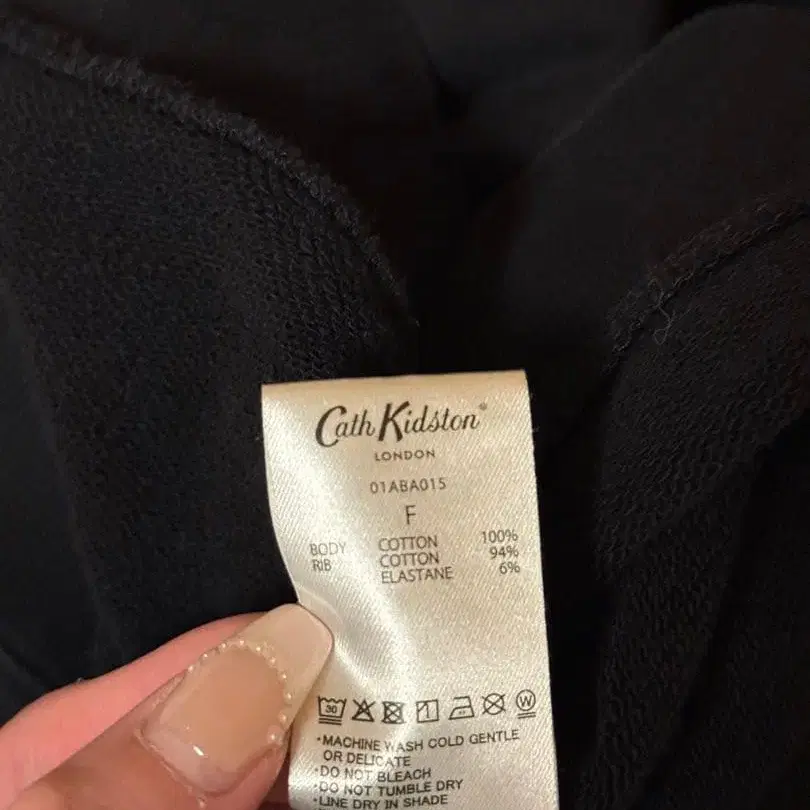 Cath Kidston®
LONDON
01ABA015
F
BODY COTTON 100%
RIB COTTON 94%
ELASTANE 6%
30 W
·MACHINE WASH COLD GENTLE
OR DELICATE
·DO NOT BLEACH
·DO NOT TUMBLE DRY
·LINE DRY IN SHADE